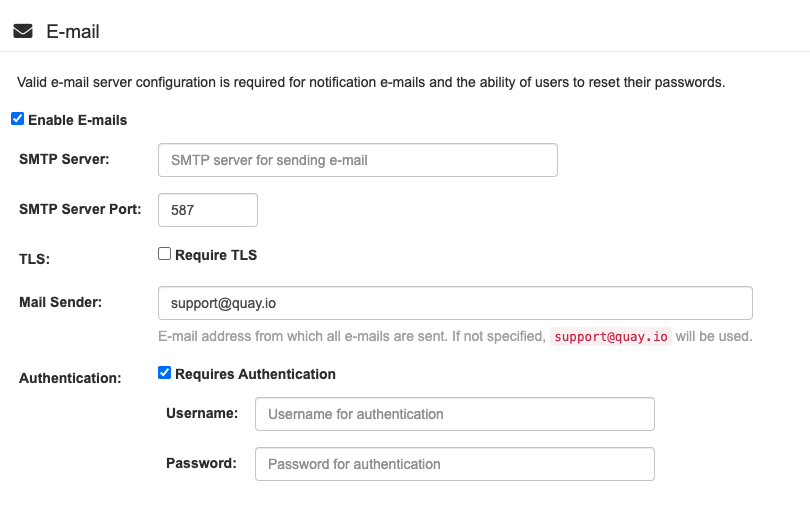 E-mail
Valid e-mail server configuration is required for notification e-mails and the ability of users to reset their passwords.
Enable E-mails
SMTP Server: SMTP server for sending e-mail
SMTP Server Port: 587
TLS: Require TLS
Mail Sender: support@quay.io
E-mail address from which all e-mails are sent. If not specified, support@quay.io will be used.
Authentication: Requires Authentication
Username: Username for authentication
Password: Password for authentication